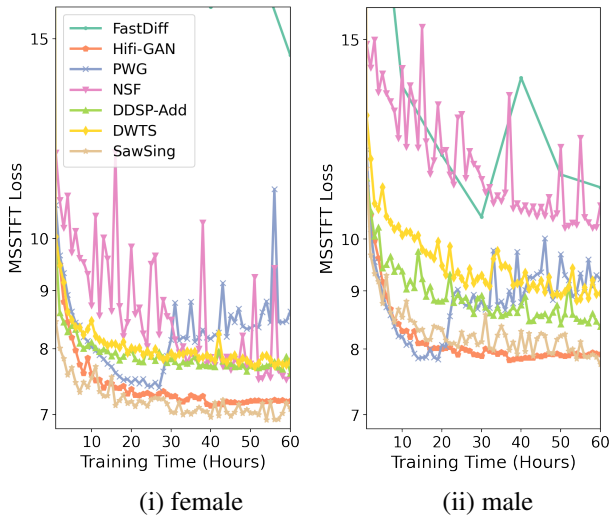 MSSTFT Loss
15
10
9
8
7
FastDiff
Hifi-GAN
PWG
NSF
DDSP-Add
DWTS
SawSing
10 20 30 40 50 60
Training Time (Hours)
(i) female
MSSTFT Loss
15
10
9
8
7
10 20 30 40 50 60
Training Time (Hours)
(ii) male